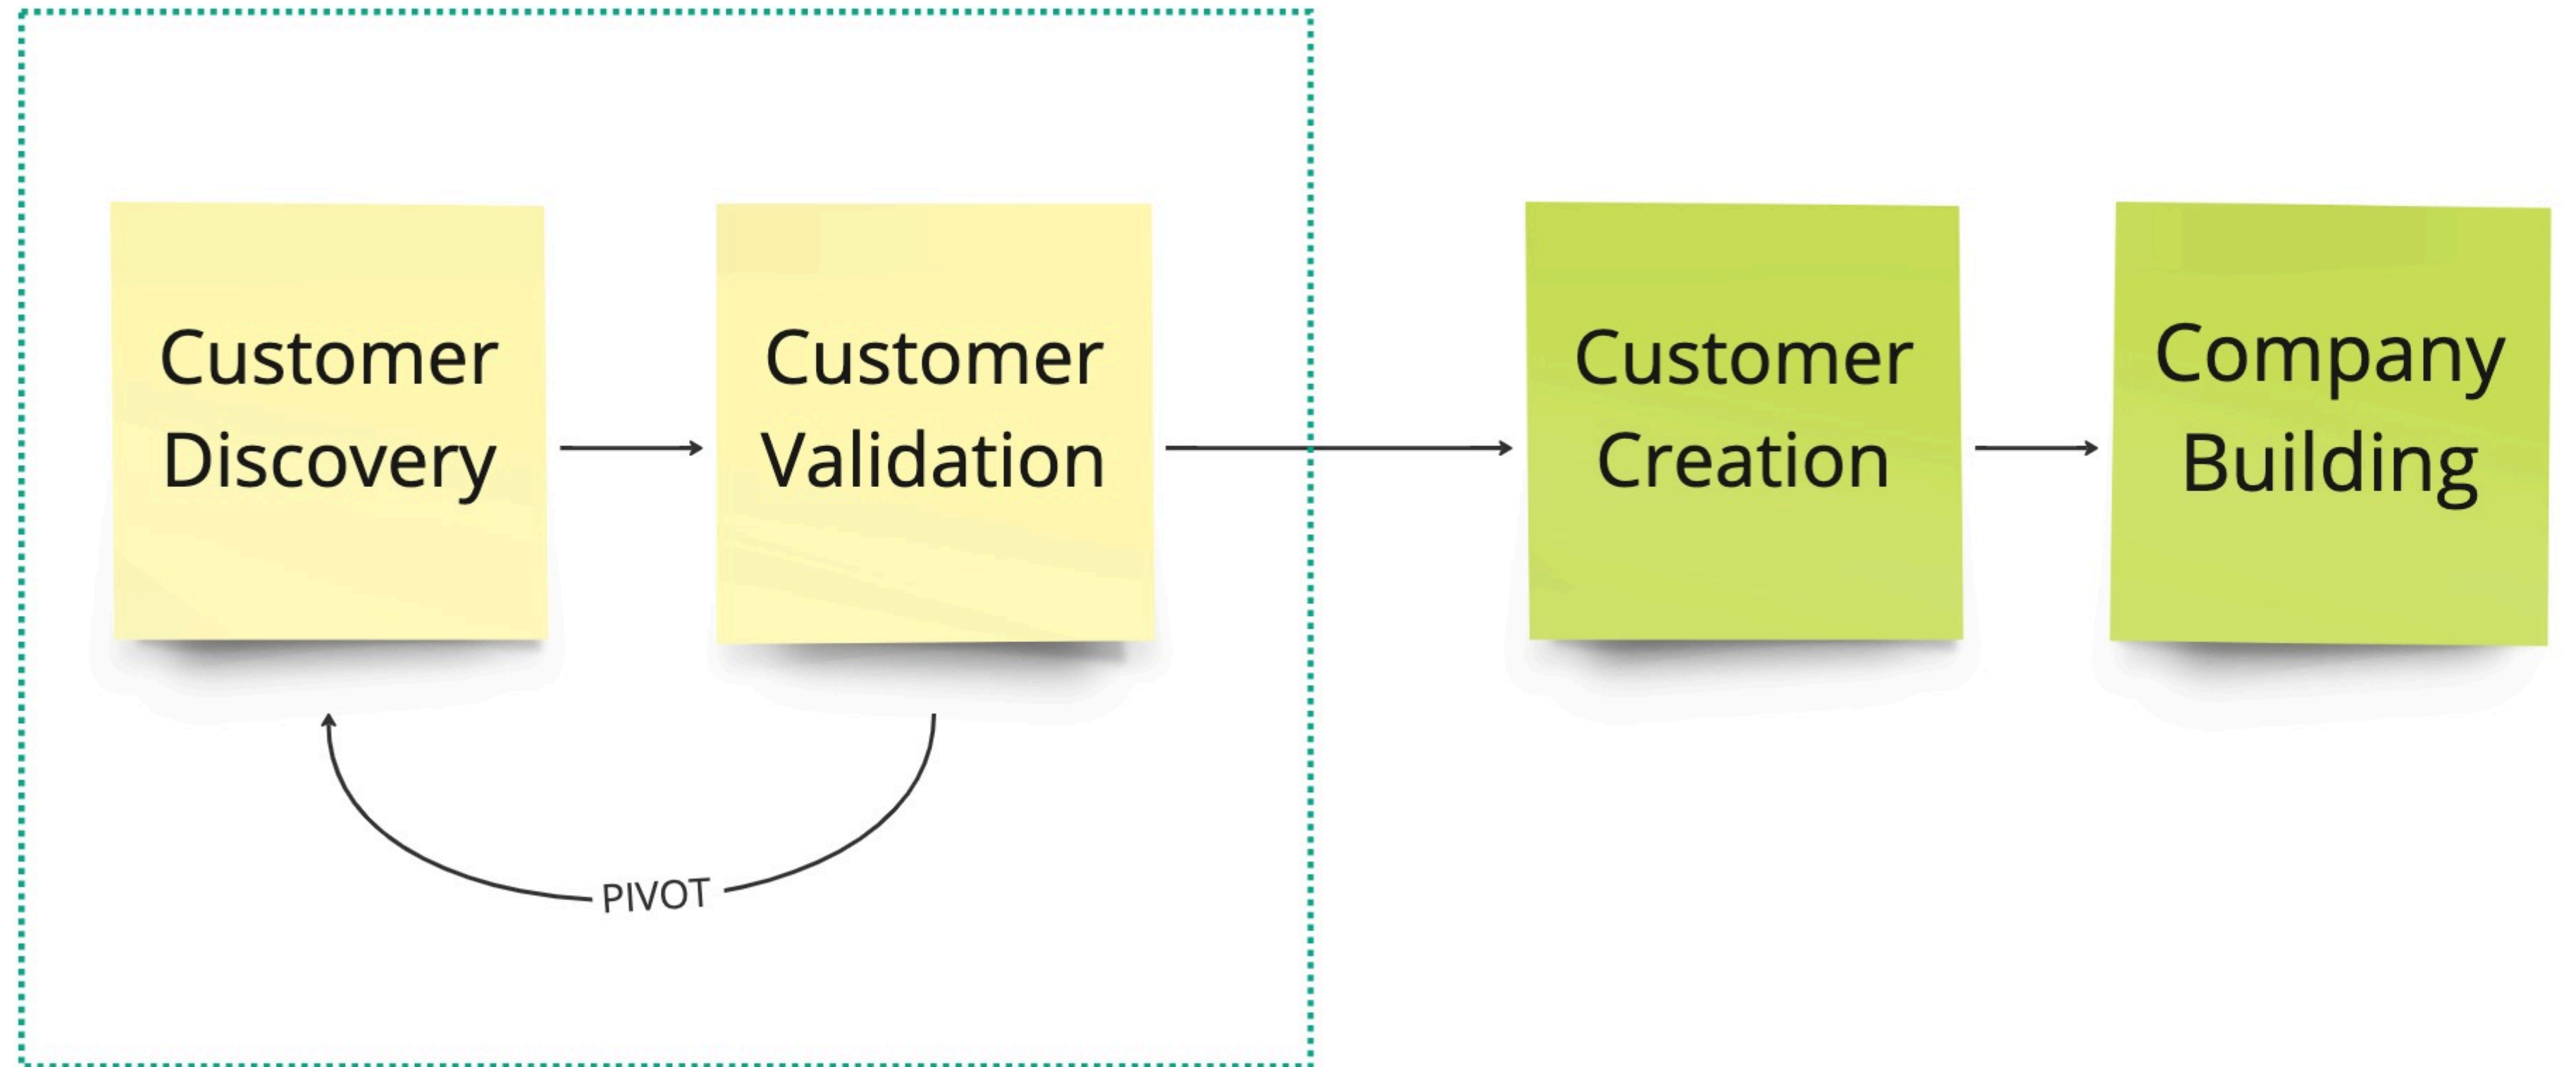 Customer
Discovery
Customer
Validation
Customer
Creation
Company
Building
PIVOT